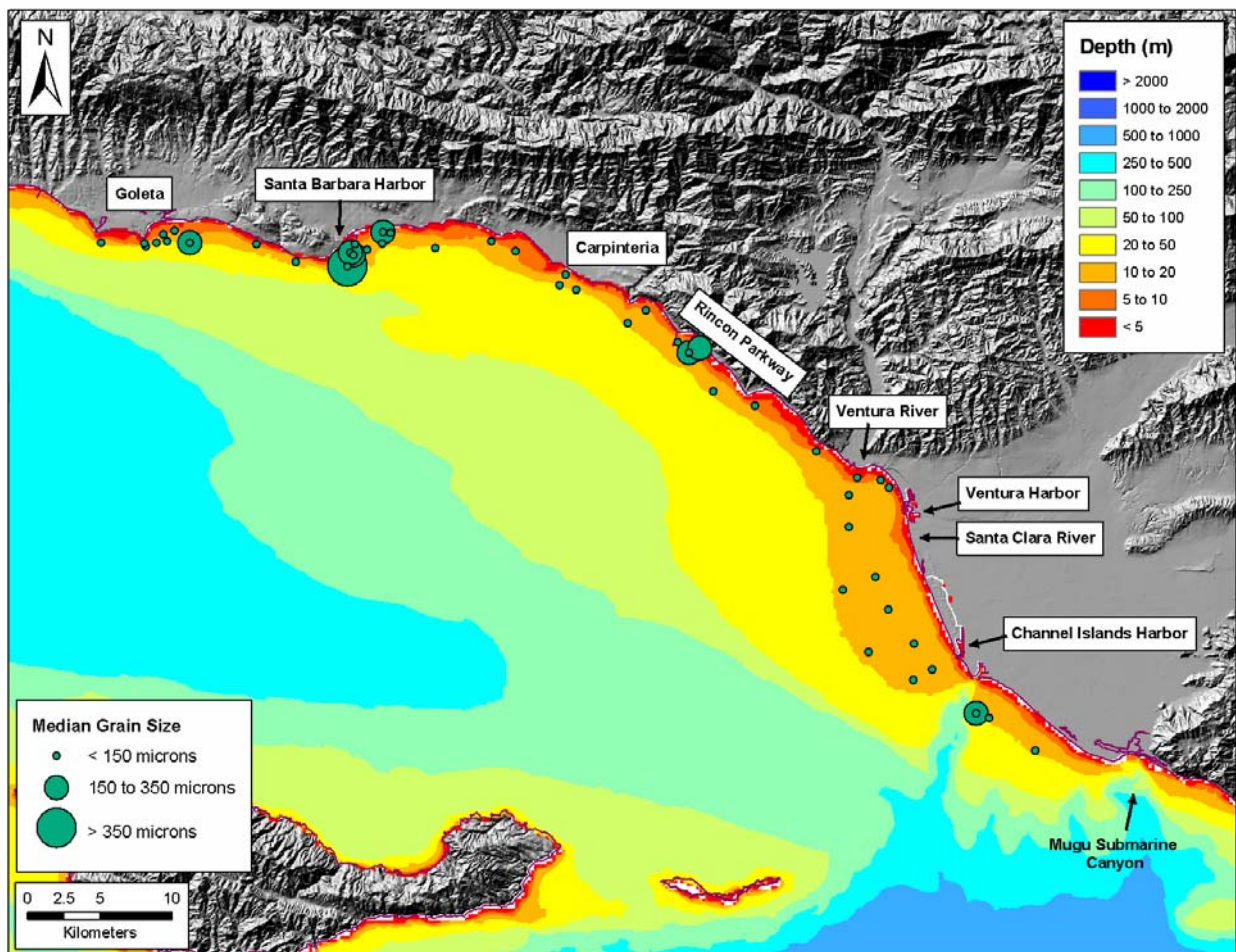 N
Depth (m)
> 2000
1000 to 2000
500 to 1000
250 to 500
100 to 250
50 to 100
20 to 50
10 to 20
5 to 10
< 5
Goleta
Santa Barbara Harbor
Carpinteria
Rincon Parkway
Ventura River
Ventura Harbor
Santa Clara River
Channel Islands Harbor
Mugu Submarine
Canyon
Median Grain Size
< 150 microns
150 to 350 microns
> 350 microns
0 2.5 5 10
Kilometers